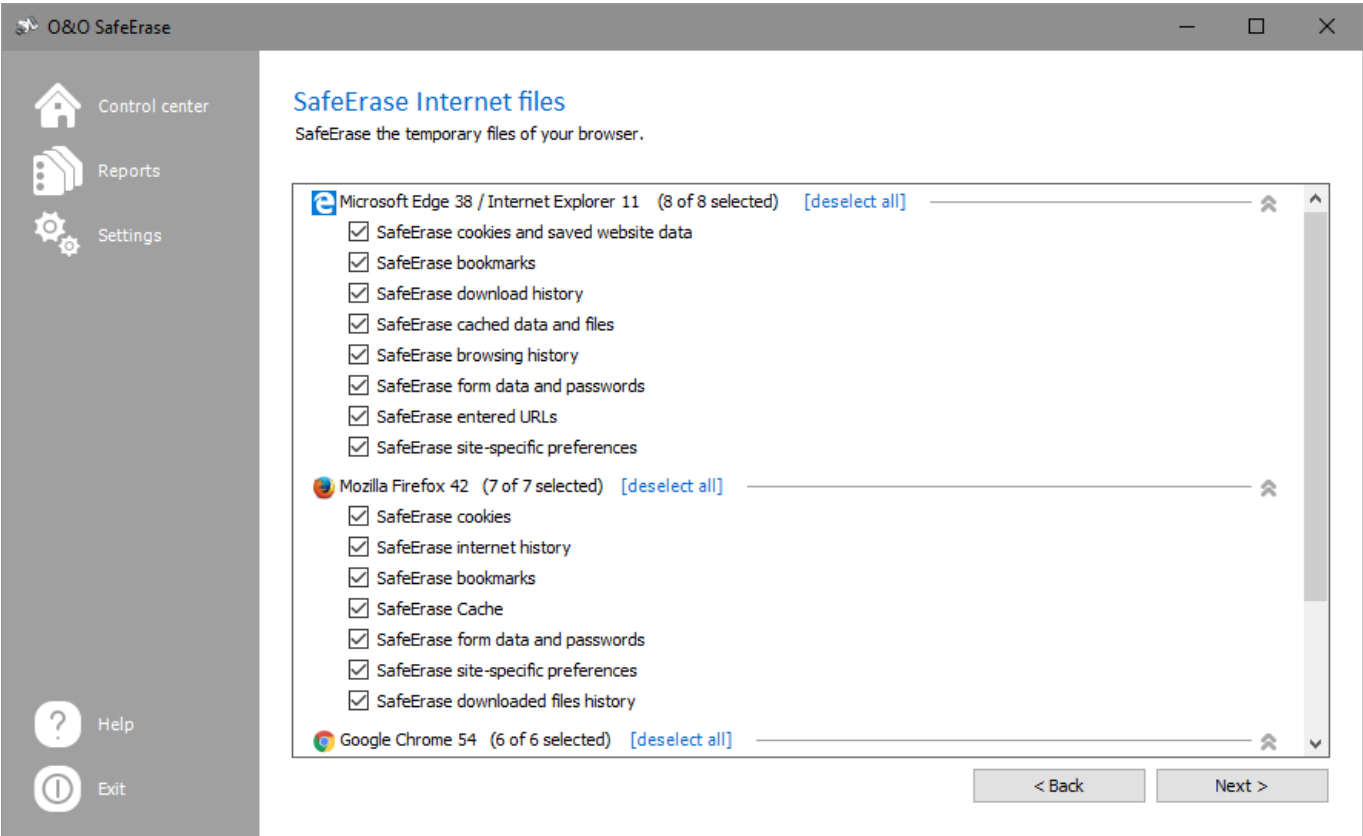 O&O SafeErase
Control center
Reports
Settings
Help
Exit
SafeErase Internet files
SafeErase the temporary files of your browser.
Microsoft Edge 38 / Internet Explorer 11 (8 of 8 selected) [deselect all]
SafeErase cookies and saved website data
SafeErase bookmarks
SafeErase download history
SafeErase cached data and files
SafeErase browsing history
SafeErase form data and passwords
SafeErase entered URLs
SafeErase site-specific preferences
Mozilla Firefox 42 (7 of 7 selected) [deselect all]
SafeErase cookies
SafeErase internet history
SafeErase bookmarks
SafeErase Cache
SafeErase form data and passwords
SafeErase site-specific preferences
SafeErase downloaded files history
Google Chrome 54 (6 of 6 selected) [deselect all]
< Back Next >